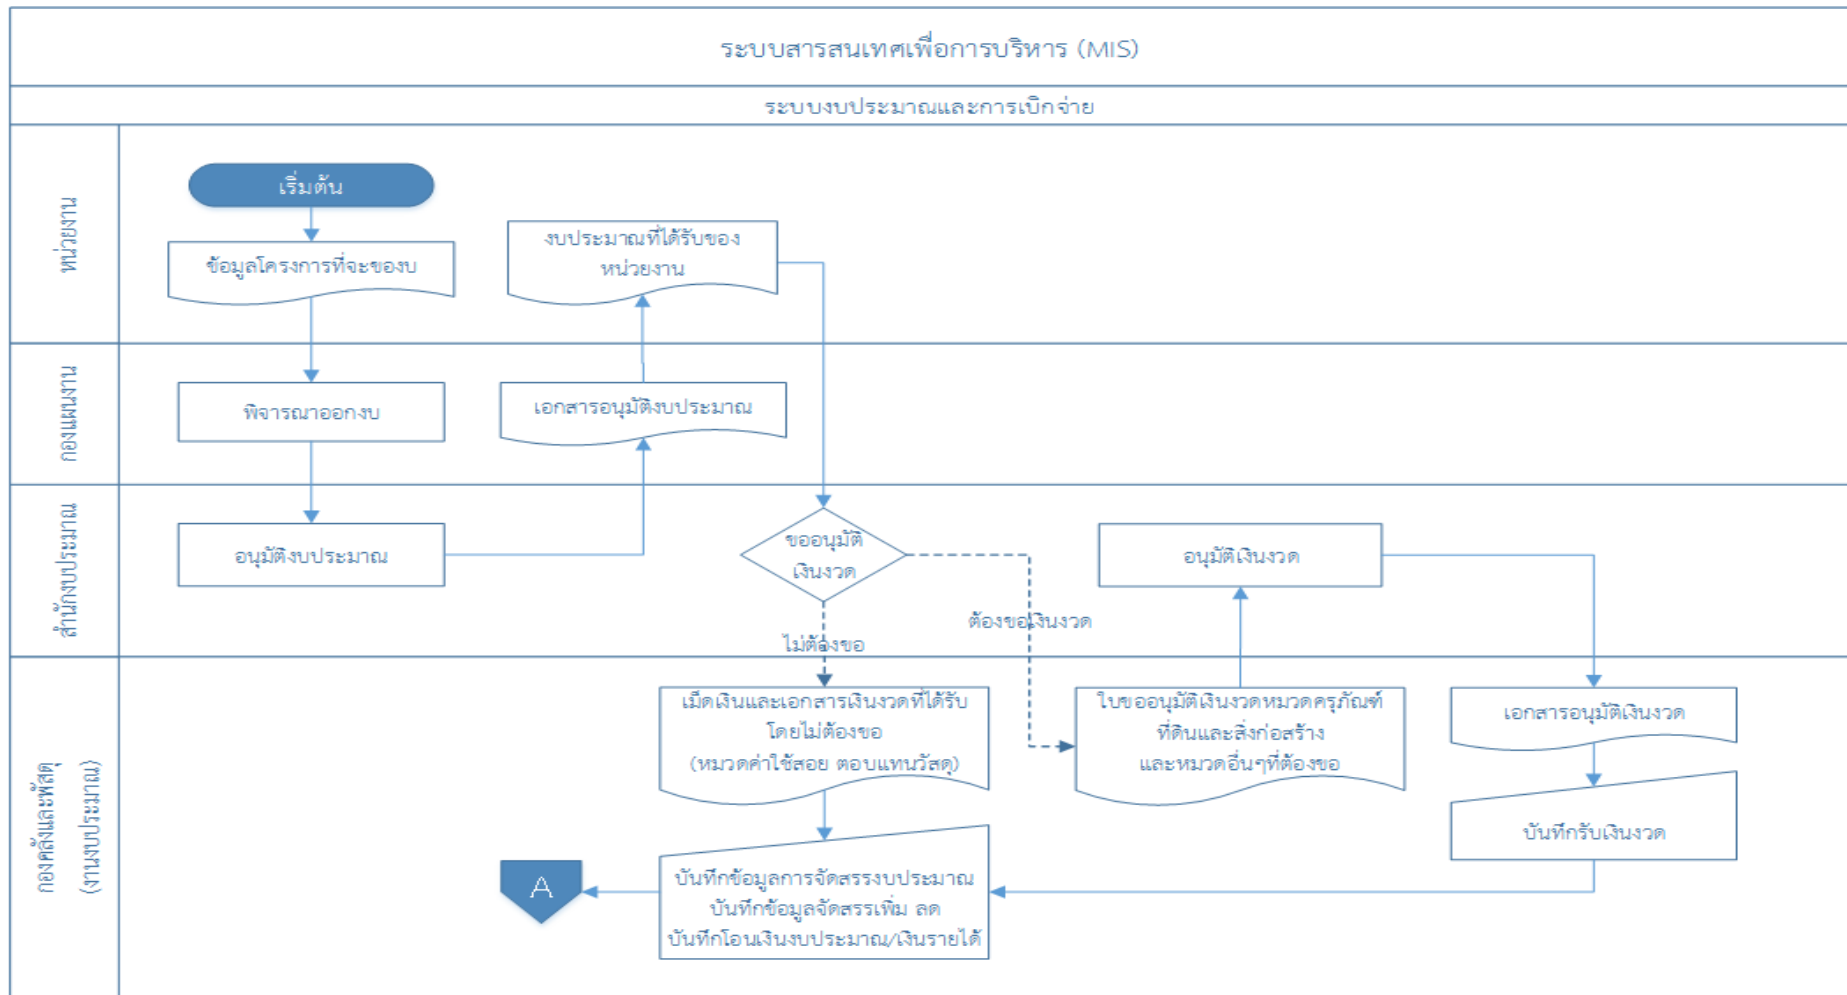 ระบบสารสนเทศเพื่อการบริหาร (MIS)
ระบบงบประมาณและการเบิกจ่าย
หน่วยงาน
เริ่มต้น
ข้อมูลโครงการที่จะของบ
งบประมาณที่ได้รับของ
หน่วยงาน
กองแผนงาน
พิจารณาออกงบ
เอกสารอนุมัติงบประมาณ
สำนักงบประมาณ
อนุมัติงบประมาณ
ขออนุมัติ
เงินงวด
อนุมัติเงินงวด
ต้องขอเงินงวด
ไม่ต้องขอ
กองคลังและพัสดุ
(งานงบประมาณ)
เม็ดเงินและเอกสารเงินงวดที่ได้รับ
โดยไม่ต้องขอ
(หมวดค่าใช้สอย ตอบแทนวัสดุ)
ใบขออนุมัติเงินงวดหมวดครุภัณฑ์
ที่ดินและสิ่งก่อสร้าง
และหมวดอื่นๆที่ต้องขอ
เอกสารอนุมัติเงินงวด
บันทึกรับเงินงวด
บันทึกข้อมูลการจัดสรรงบประมาณ
บันทึกข้อมูลจัดสรรเพิ่ม ลด
บันทึกโอนเงินงบประมาณ/เงินรายได้
A